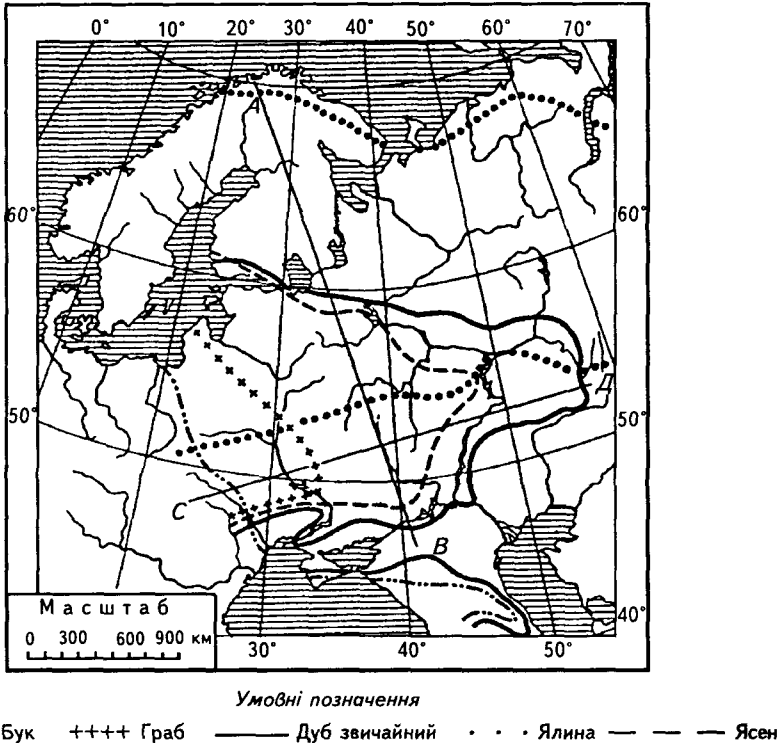 0° 10° 20° 30° 40° 50° 60° 70°
A
60° 60°
50° Д 50°
C
B
Масштаб
0 300 600 900 км
40°
30° 40° 50°
Умовні позначення
Бук ++++ Граб —— Дуб звичайний · · · Ялина — — — Ясен